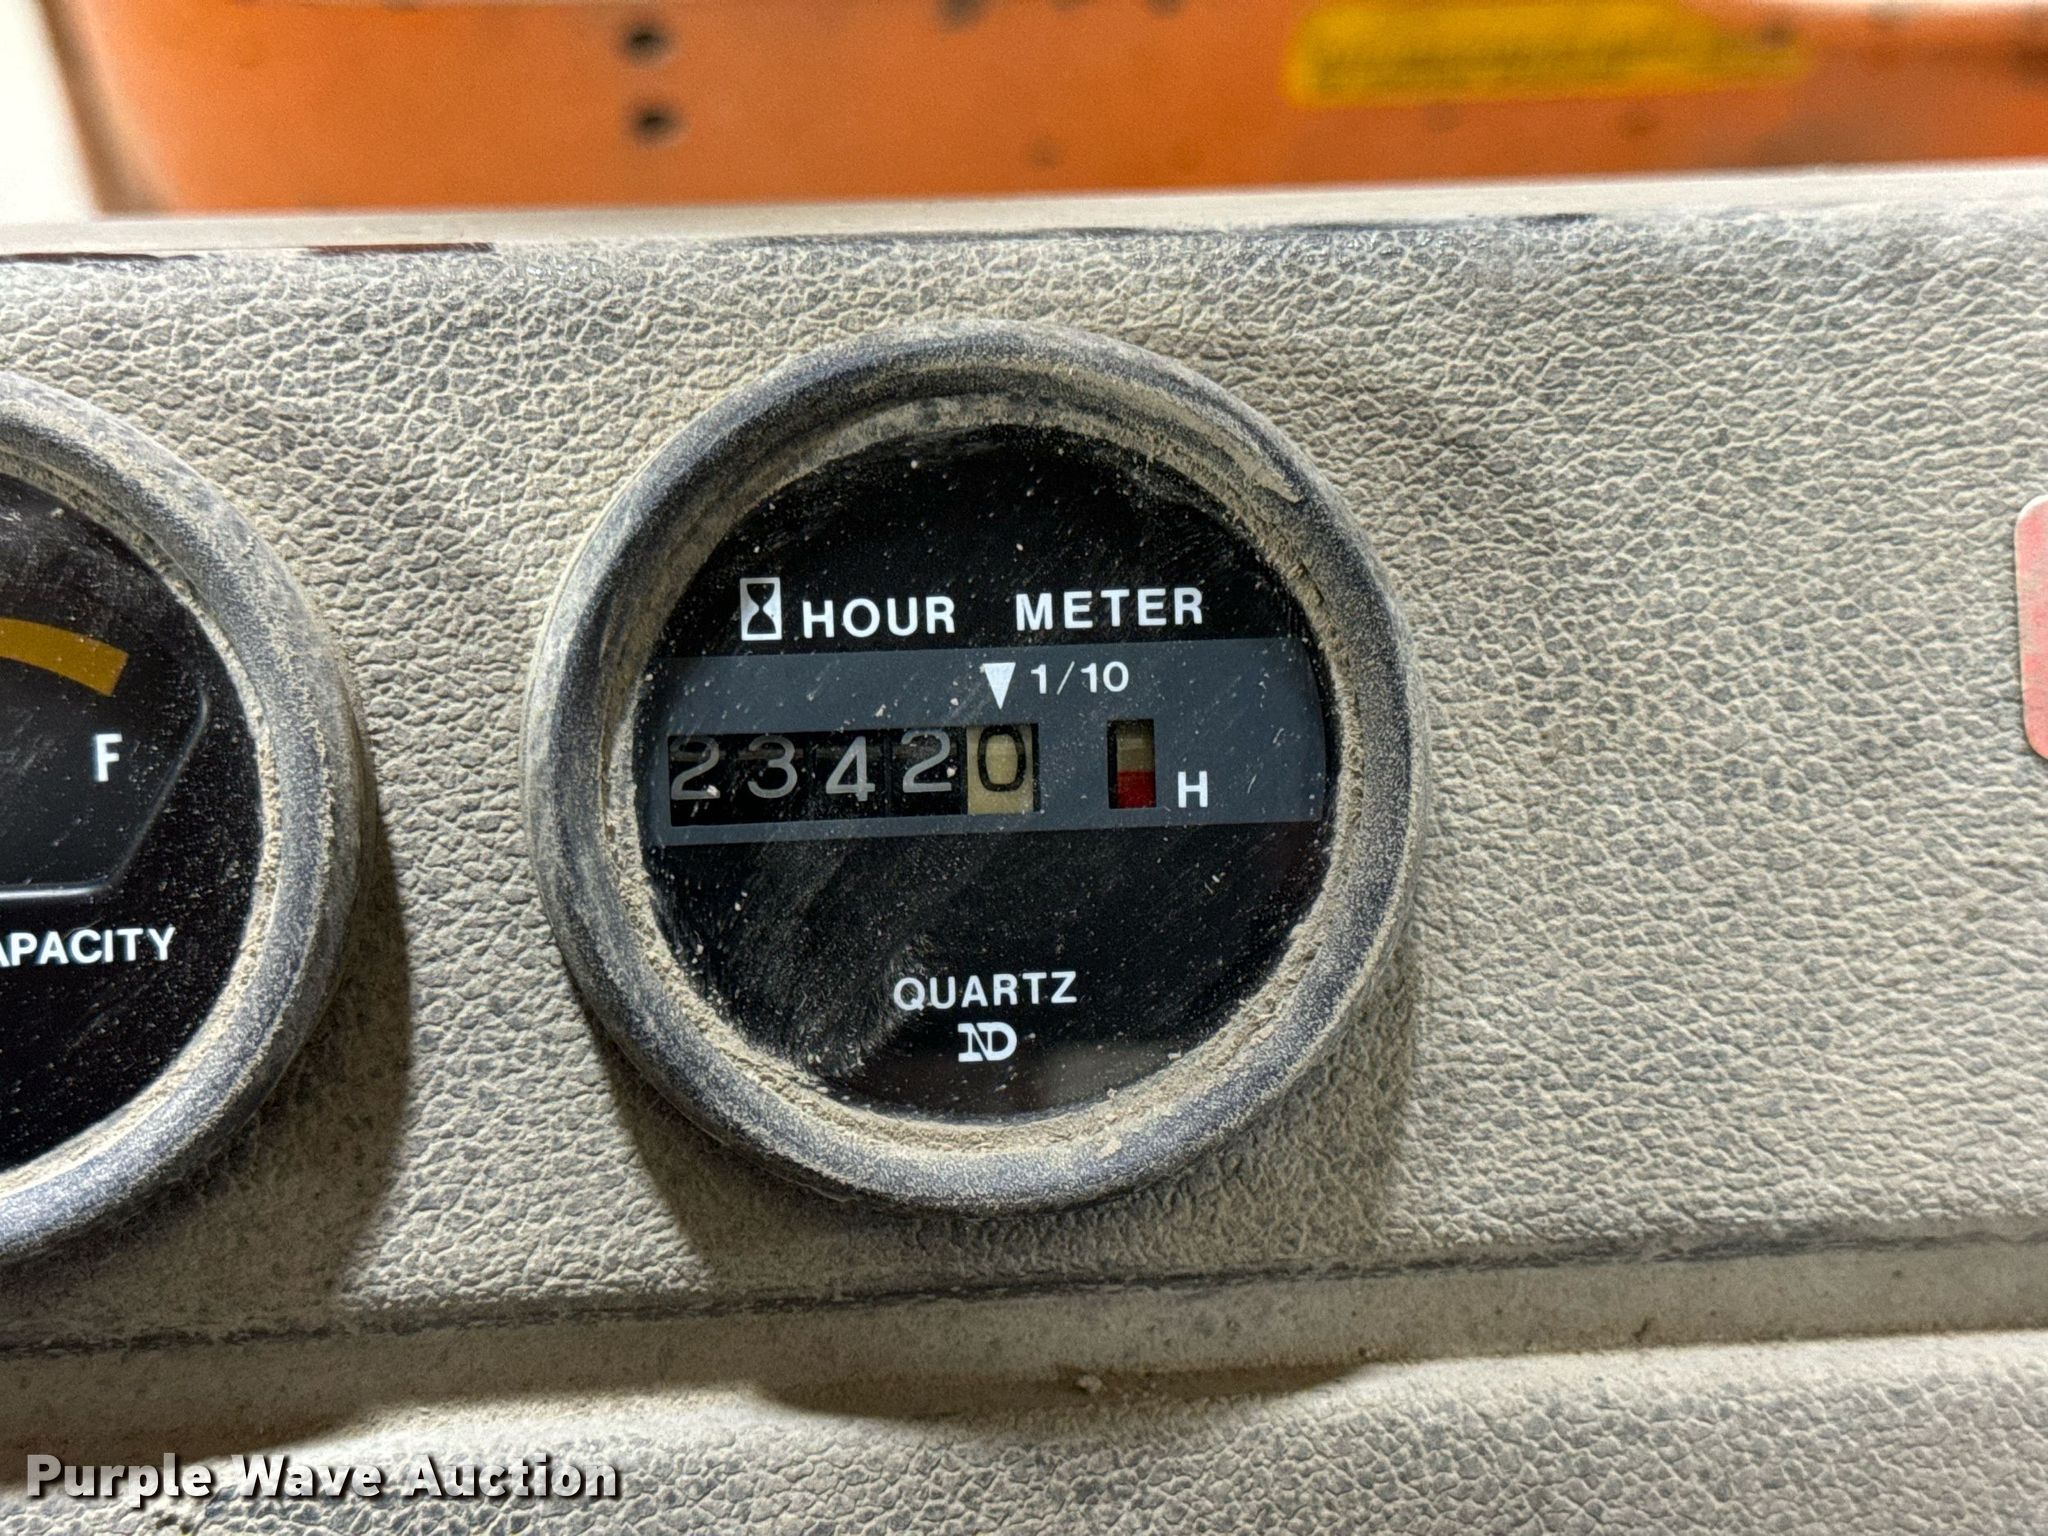 HOUR METER
1/10
23420
H
F
APACITY
QUARTZ
ND
Purple Wave Auction